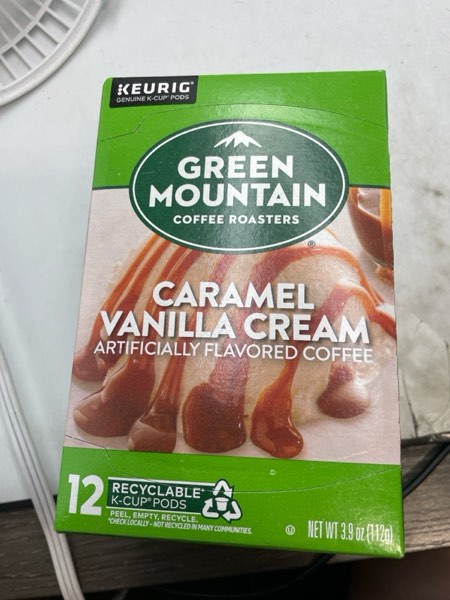 KEURIG®
GENUINE K-CUP® PODS
GREEN
MOUNTAIN
COFFEE ROASTERS
®
CARAMEL
VANILLA CREAM
ARTIFICIALLY FLAVORED COFFEE
12 RECYCLABLE*
K-CUP® PODS
PEEL, EMPTY, RECYCLE.
*CHECK LOCALLY - NOT RECYCLED IN MANY COMMUNITIES.
U
NET WT 3.9 oz (112g)